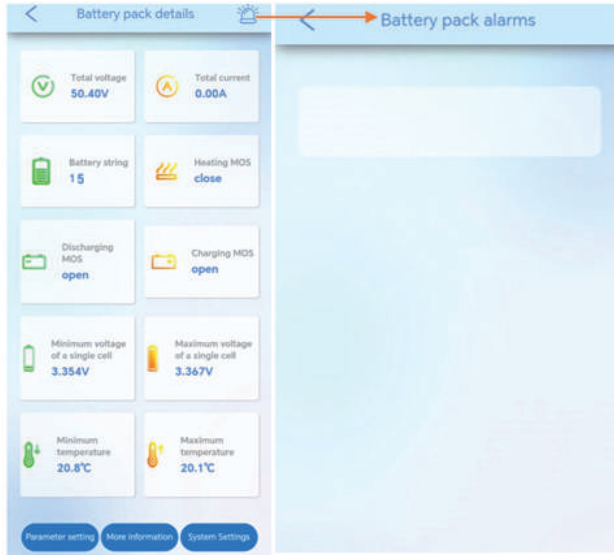 Battery pack details
Battery pack alarms
Total voltage
50.40V
Total current
0.00A
Battery string
15
Heating MOS
close
Discharging
MOS
open
Charging MOS
open
Minimum voltage
of a single cell
3.354V
Maximum voltage
of a single cell
3.367V
Minimum
temperature
20.8℃
Maximum
temperature
20.1℃
Parameter setting
More information
System Settings